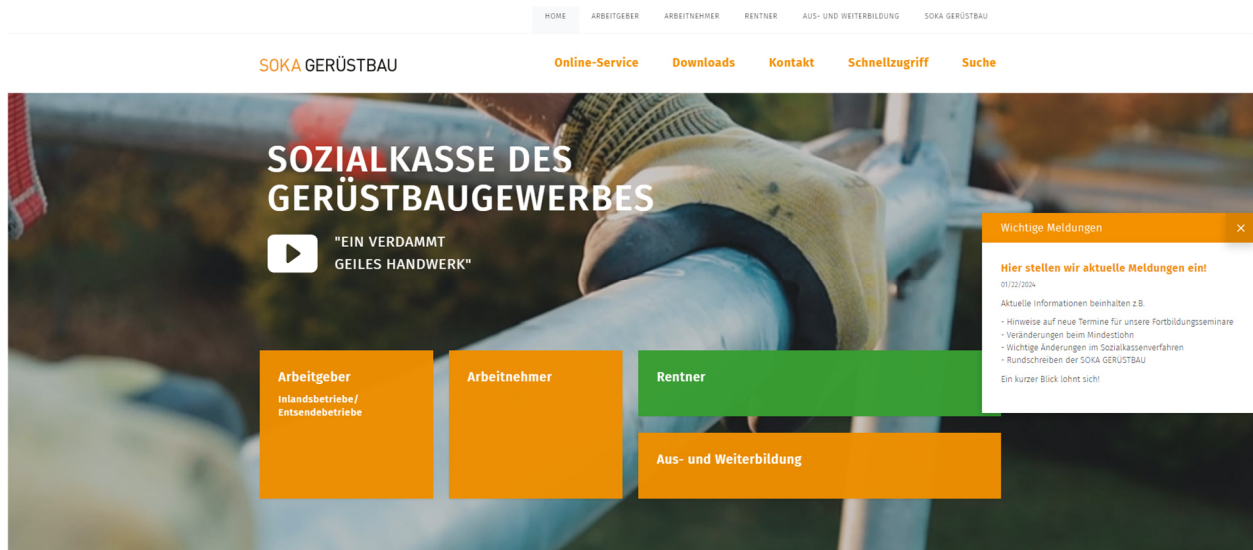 HOME ARBEITGEBER ARBEITNEHMER RENTNER AUS- UND WEITERBILDUNG SOKA GERÜSTBAU
SOKA GERÜSTBAU
Online-Service Downloads Kontakt Schnellzugriff Suche
SOZIALKASSE DES
GERÜSTBAUGEWERBES
"EIN VERDAMMT
GEILES HANDWERK"
Wichtige Meldungen
Hier stellen wir aktuelle Meldungen ein!
01/22/2024
Aktuelle Informationen beinhalten z.B.
- Hinweise auf neue Termine für unsere Fortbildungsseminare
- Veränderungen beim Mindestlohn
- Wichtige Änderungen im Sozialkassenverfahren
- Rundschreiben der SOKA GERÜSTBAU
Ein kurzer Blick lohnt sich!
Arbeitgeber
Inlandsbetriebe/
Entsendebetriebe
Arbeitnehmer
Rentner
Aus- und Weiterbildung